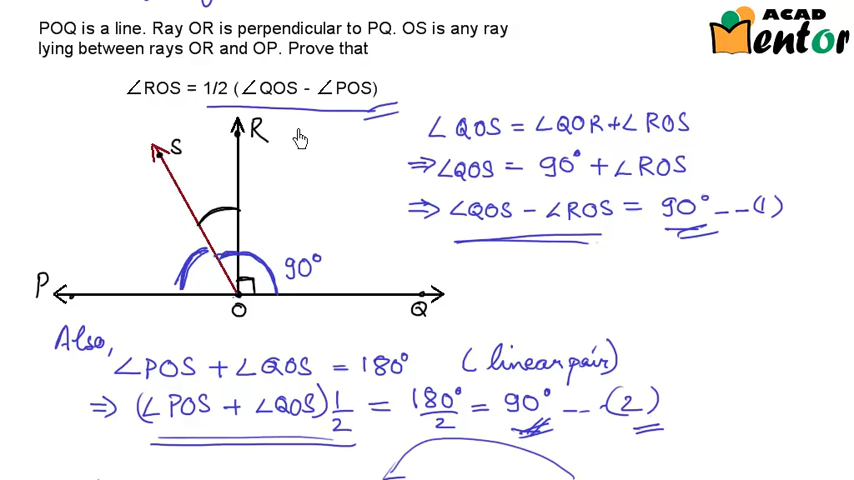 POQ is a line. Ray OR is perpendicular to PQ. OS is any ray
lying between rays OR and OP. Prove that
ACAD
Mentor
∠ROS = 1/2 (∠QOS - ∠POS)
R
S
∠QOS = ∠QOR+∠ROS
⇒∠QOS = 90° + ∠ROS
⇒ ∠QOS - ∠ROS = 90° -- (1)
90°
P
O
Q
Also,
∠POS + ∠QOS = 180° (linear pair)
⇒ (∠POS + ∠QOS) 1/2 = 180°/2 = 90° -- (2)